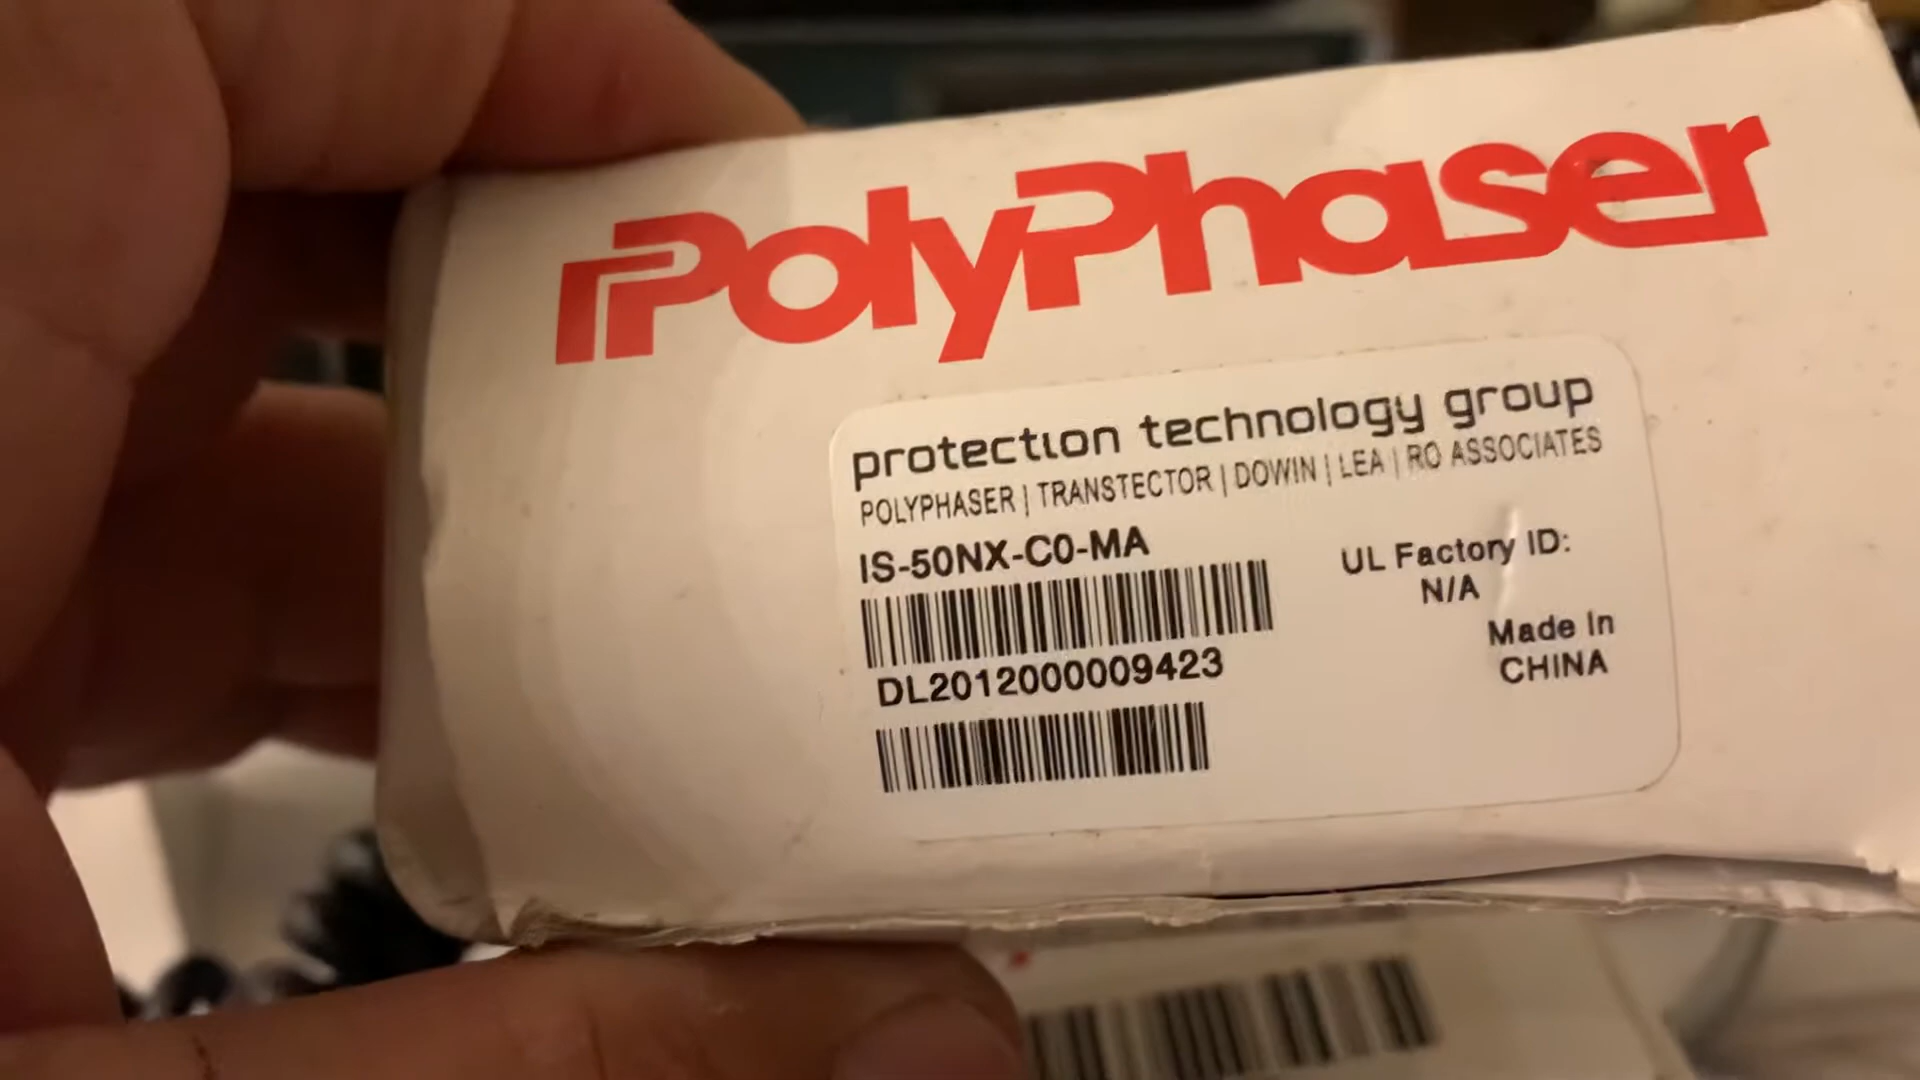 PolyPhaser
protection technology group
POLYPHASER | TRANSTECTOR | DOWIN | LEA | RO ASSOCIATES
IS-50NX-C0-MA
UL Factory ID:
N/A
DL2012000009423
Made In
CHINA